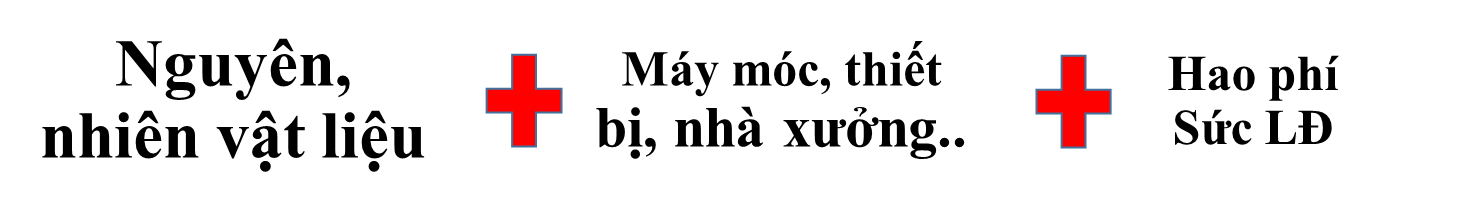 Nguyên,
nhiên vật liệu
Máy móc, thiết
bị, nhà xưởng..
Hao phí
Sức LĐ